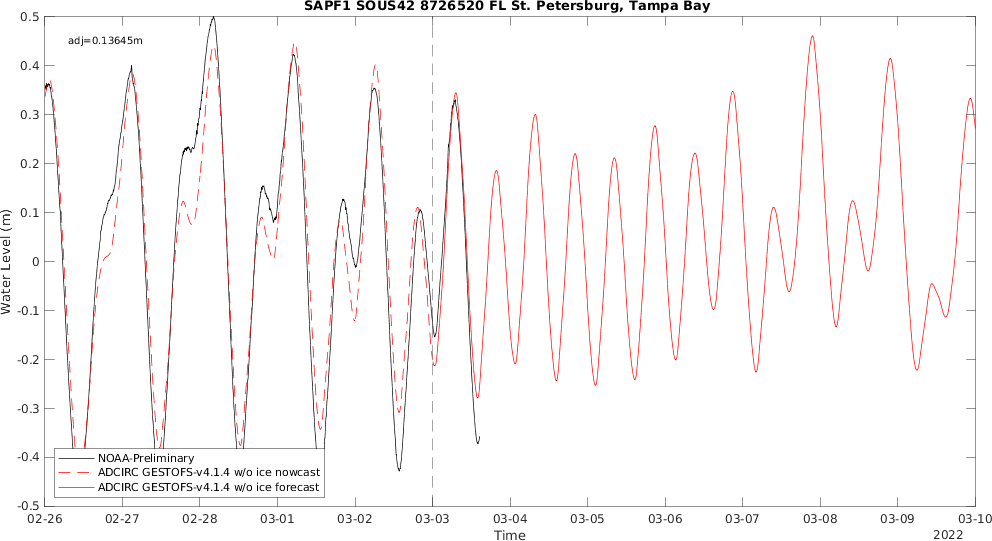 SAPF1 SOUS42 8726520 FL St. Petersburg, Tampa Bay
adj=0.13645m
0.5
0.4
0.3
0.2
0.1
0
-0.1
-0.2
-0.3
-0.4
-0.5
Water Level (m)
NOAA-Preliminary
ADCIRC GESTOFS-v4.1.4 w/o ice nowcast
ADCIRC GESTOFS-v4.1.4 w/o ice forecast
02-26 02-27 02-28 03-01 03-02 03-03 03-04 03-05 03-06 03-07 03-08 03-09 03-10
Time
2022